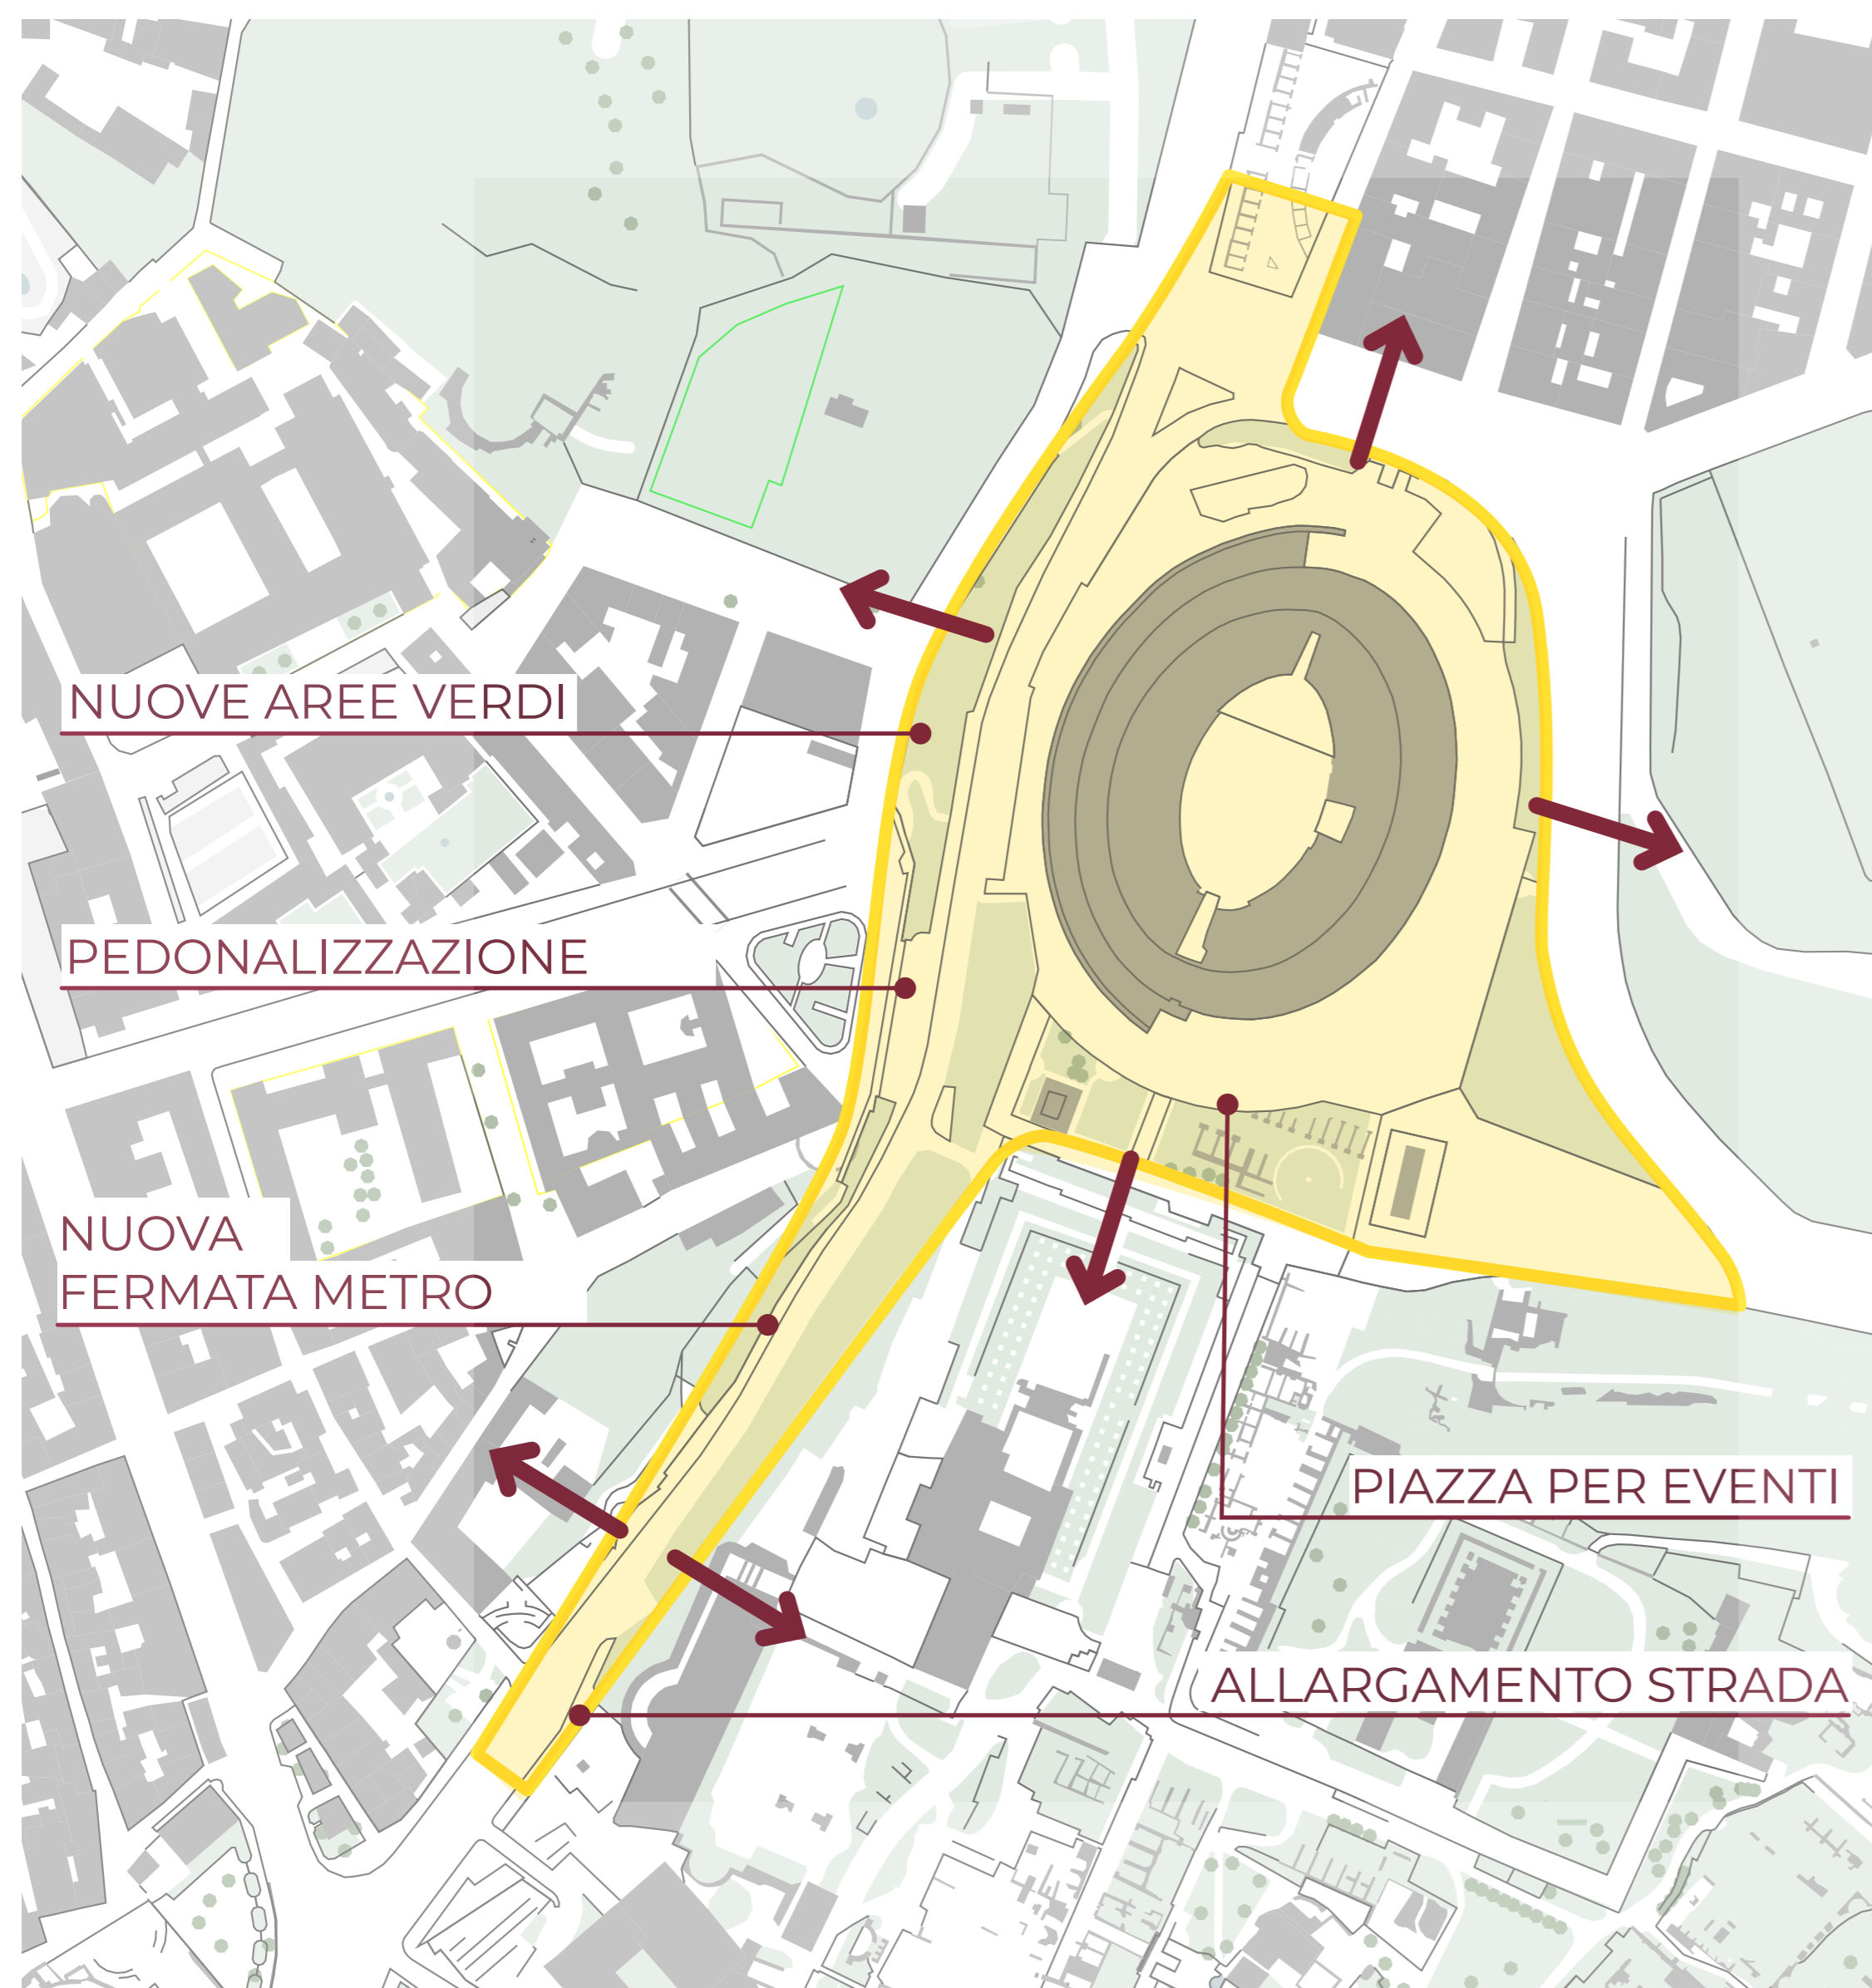 NUOVE AREE VERDI
PEDONALIZZAZIONE
NUOVA
FERMATA METRO
PIAZZA PER EVENTI
ALLARGAMENTO STRADA